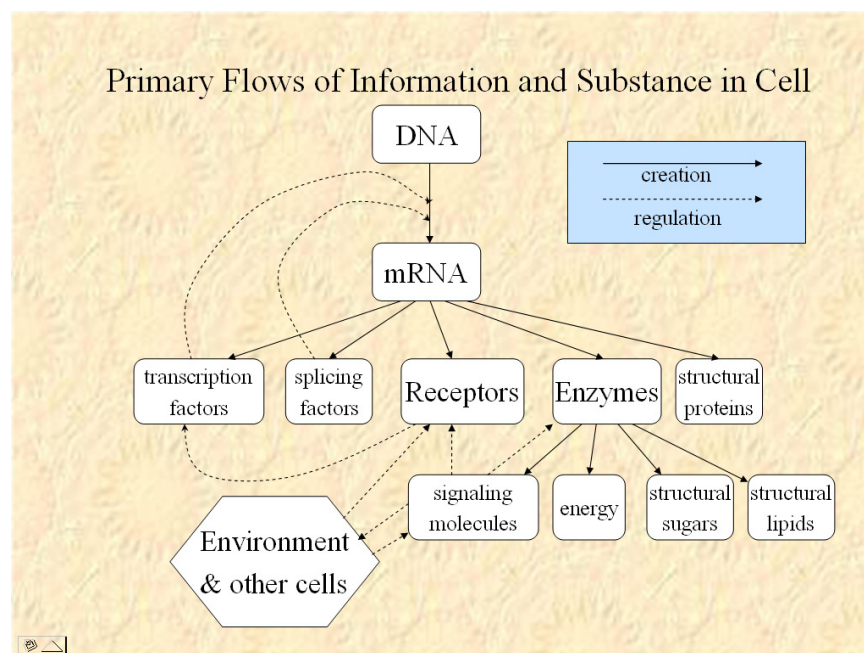 Primary Flows of Information and Substance in Cell
DNA
creation
regulation
mRNA
transcription
factors
splicing
factors
Receptors
Enzymes
structural
proteins
signaling
molecules
energy
structural
sugars
structural
lipids
Environment
& other cells